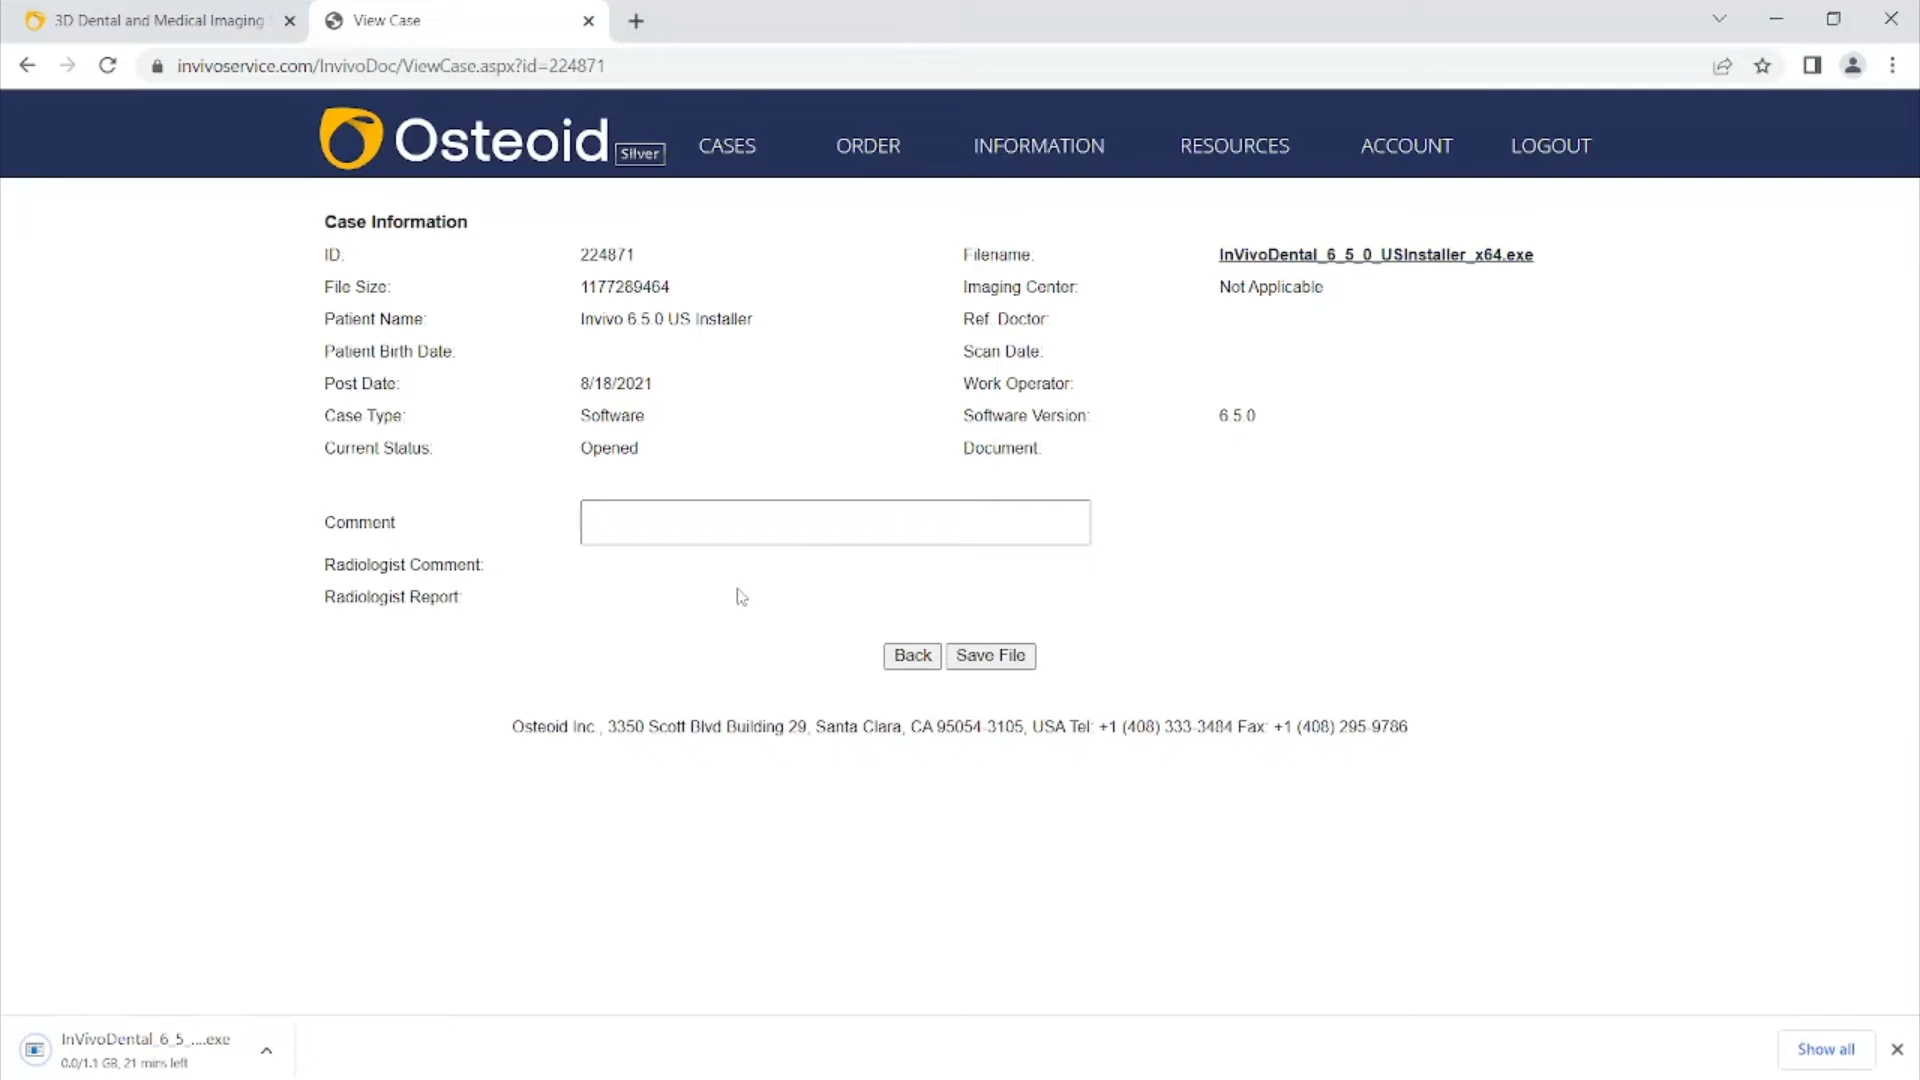 3D Dental and Medical Imaging
View Case
invivoservice.com/InvivoDoc/ViewCase.aspx?id=224871
Osteoid Silver CASES ORDER INFORMATION RESOURCES ACCOUNT LOGOUT
Case Information
ID: 224871 Filename: InVivoDental_6_5_0_USInstaller_x64.exe
File Size: 1177289464 Imaging Center: Not Applicable
Patient Name: Invivo 6.5.0 US Installer Ref. Doctor:
Patient Birth Date: Scan Date:
Post Date: 8/18/2021 Work Operator:
Case Type: Software Software Version: 6.5.0
Current Status: Opened Document:
Comment
Radiologist Comment:
Radiologist Report:
Back Save File
Osteoid Inc., 3350 Scott Blvd Building 29, Santa Clara, CA 95054-3105, USA Tel: +1 (408) 333-3484 Fax: +1 (408) 295-9786
InVivoDental_6_5_....exe
0.0/1.1 GB, 21 mins left
Show all